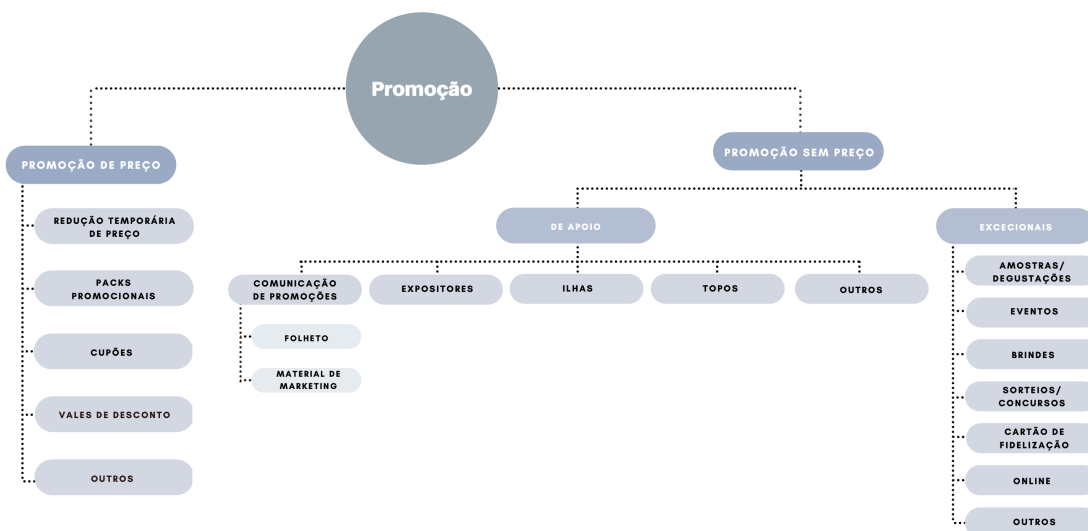 Promoção
PROMOÇÃO DE PREÇO
REDUÇÃO TEMPORÁRIA
DE PREÇO
PACKS
PROMOCIONAIS
CUPÕES
VALES DE DESCONTO
OUTROS
PROMOÇÃO SEM PREÇO
DE APOIO
COMUNICAÇÃO
DE PROMOÇÕES
FOLHETO
MATERIAL DE
MARKETING
EXPOSITORES
ILHAS
TOPOS
OUTROS
EXCECIONAIS
AMOSTRAS/
DEGUSTAÇÕES
EVENTOS
BRINDES
SORTEIOS/
CONCURSOS
CARTÃO DE
FIDELIZAÇÃO
ONLINE
OUTROS